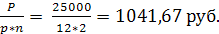 P/(p*n) = 25000/(12*2) = 1041,67 руб.